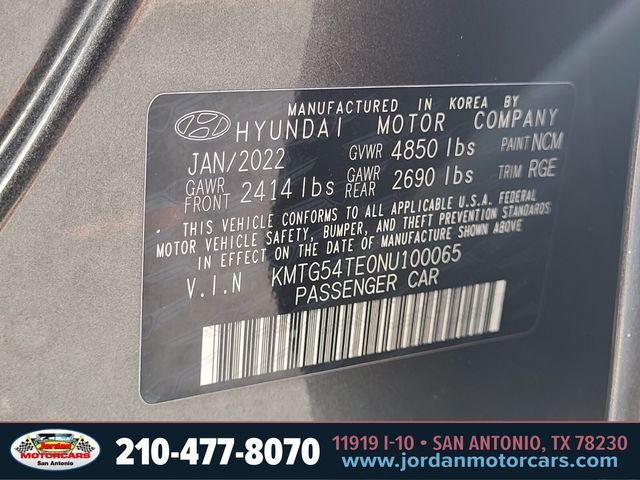 MANUFACTURED IN KOREA BY
HYUNDAI MOTOR COMPANY
JAN/2022 GVWR 4850 lbs PAINT NCM
GAWR FRONT 2414 lbs GAWR REAR 2690 lbs TRIM RGE
THIS VEHICLE CONFORMS TO ALL APPLICABLE U.S.A. FEDERAL
MOTOR VEHICLE SAFETY, BUMPER, AND THEFT PREVENTION STANDARDS
IN EFFECT ON THE DATE OF MANUFACTURE SHOWN ABOVE
V.I.N KMTG54TE0NU100065
PASSENGER CAR
Jordan
MOTORCARS
San Antonio
210-477-8070
11919 I-10 • SAN ANTONIO, TX 78230
www.jordanmotorcars.com